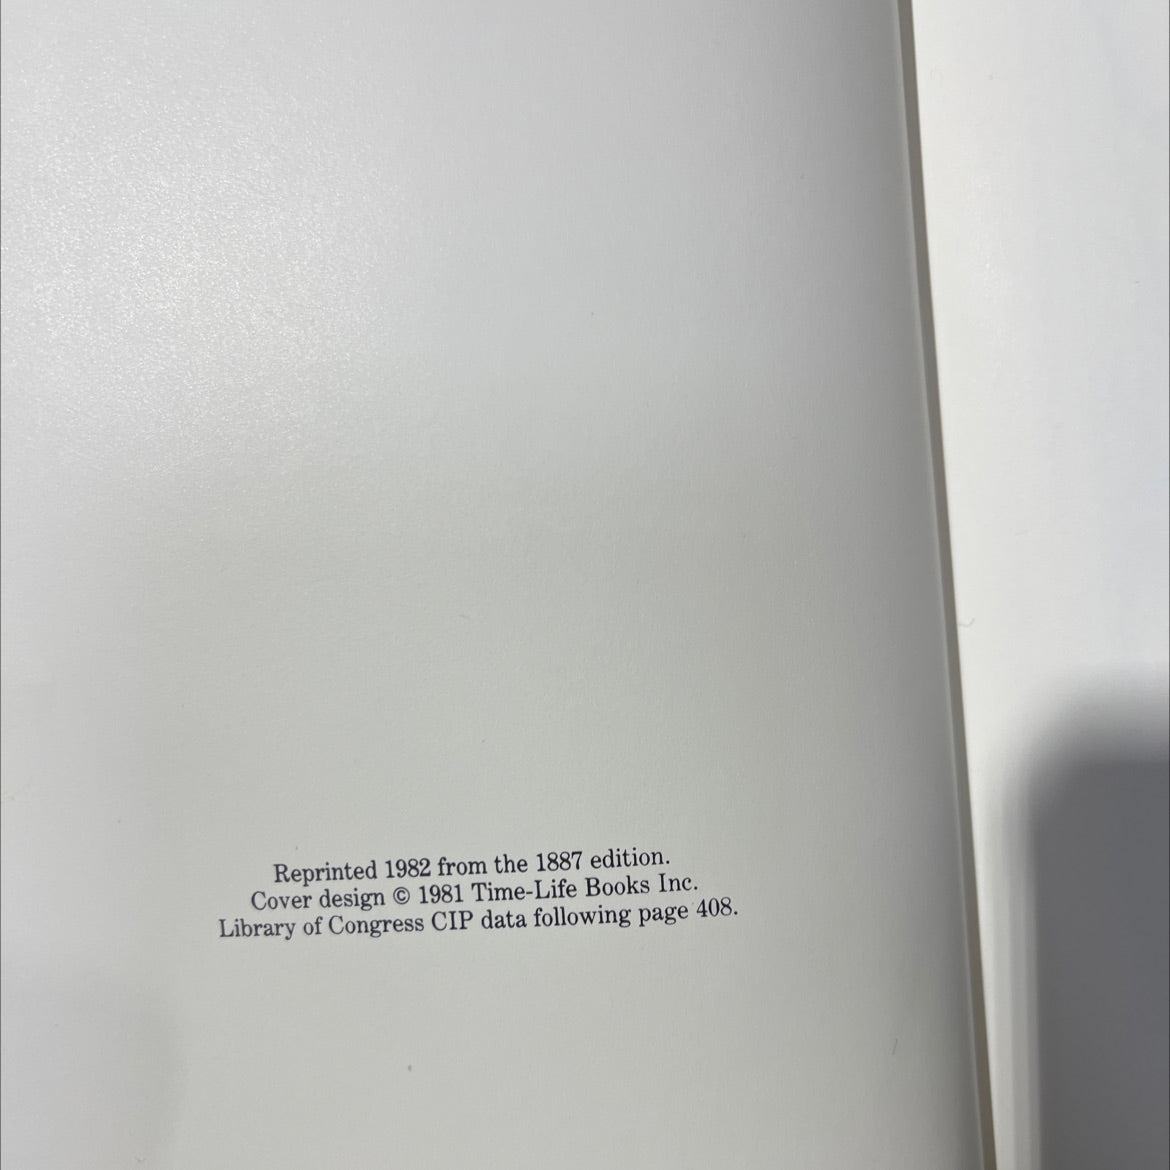 Reprinted 1982 from the 1887 edition.
Cover design © 1981 Time-Life Books Inc.
Library of Congress CIP data following page 408.